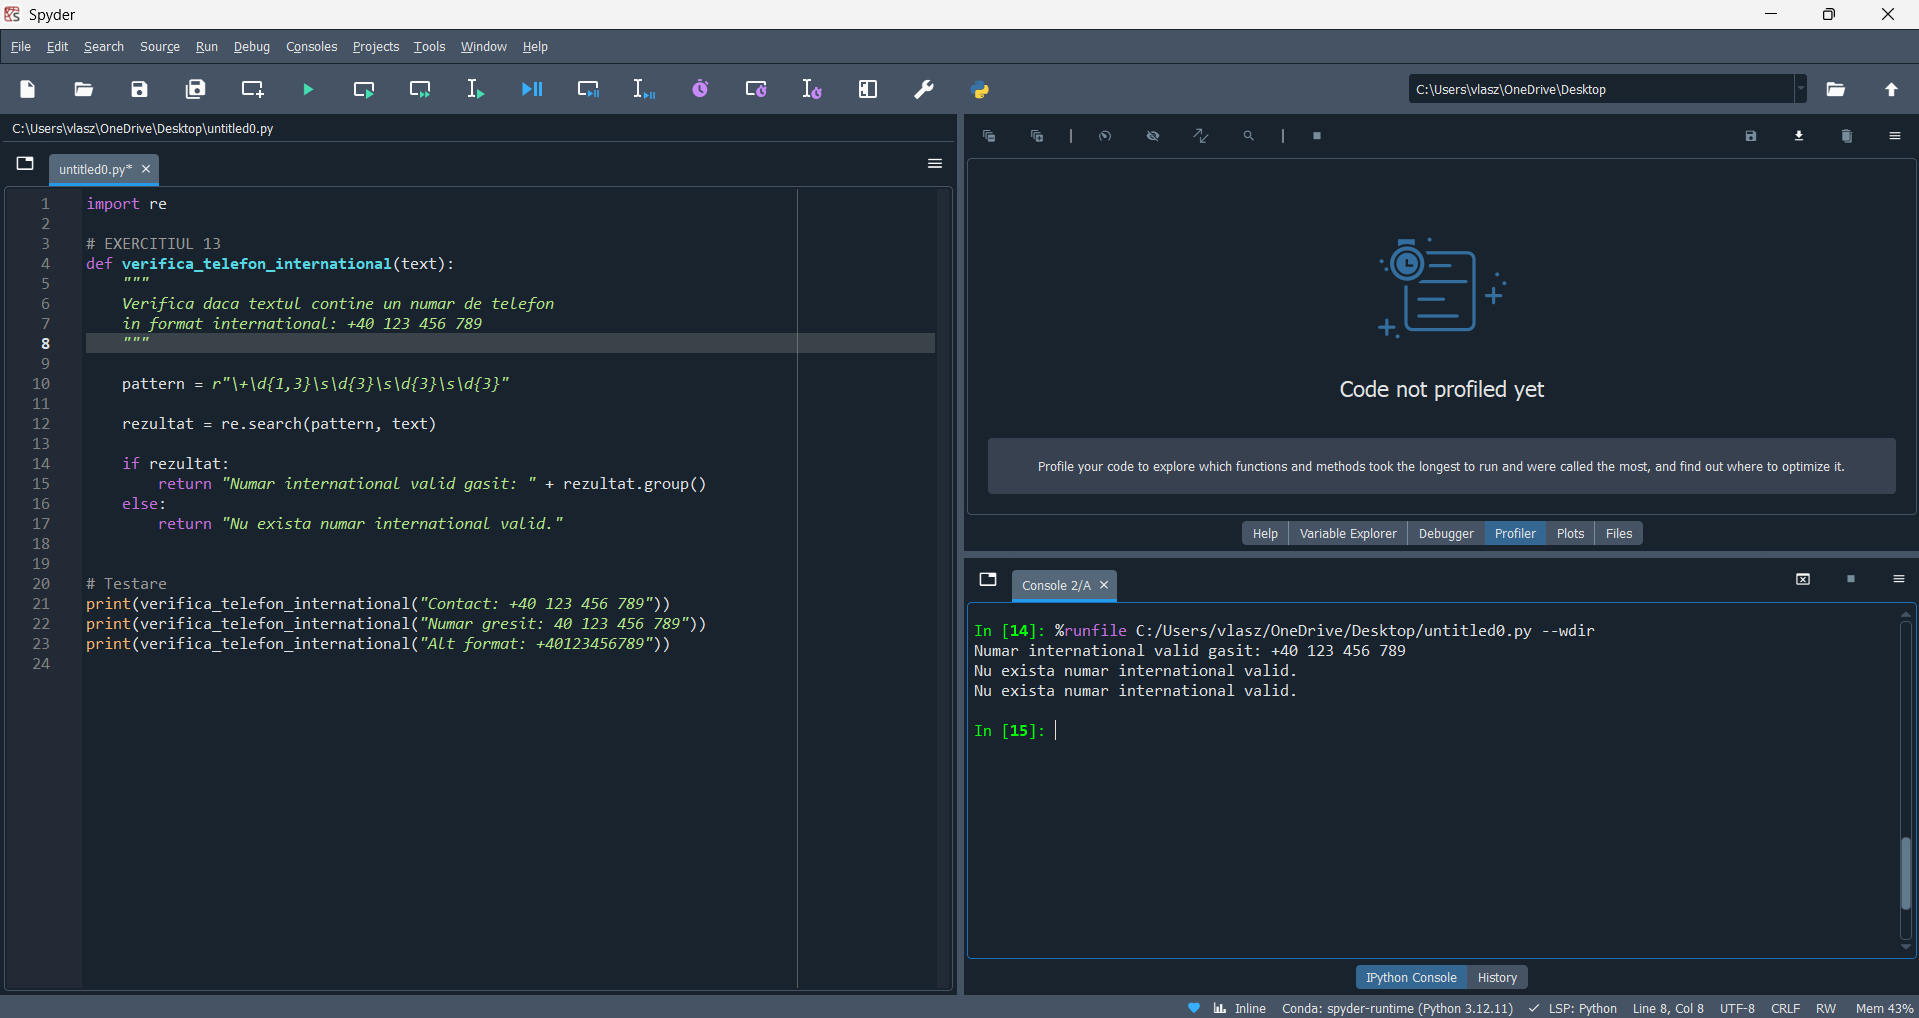 Spyder
File Edit Search Source Run Debug Consoles Projects Tools Window Help
C:\Users\vlasz\OneDrive\Desktop
C:\Users\vlasz\OneDrive\Desktop\untitled0.py
untitled0.py*
1 import re
2
3 # EXERCITIUL 13
4 def verifica_telefon_international(text):
5 """
6 Verifica daca textul contine un numar de telefon
7 in format international: +40 123 456 789
8 """
9
10 pattern = r"\+\d{1,3}\s\d{3}\s\d{3}\s\d{3}"
11
12 rezultat = re.search(pattern, text)
13
14 if rezultat:
15 return "Numar international valid gasit: " + rezultat.group()
16 else:
17 return "Nu exista numar international valid."
18
19
20 # Testare
21 print(verifica_telefon_international("Contact: +40 123 456 789"))
22 print(verifica_telefon_international("Numar gresit: 40 123 456 789"))
23 print(verifica_telefon_international("Alt format: +40123456789"))
24
Code not profiled yet
Profile your code to explore which functions and methods took the longest to run and were called the most, and find out where to optimize it.
Help Variable Explorer Debugger Profiler Plots Files
Console 2/A
In [14]: %runfile C:/Users/vlasz/OneDrive/Desktop/untitled0.py --wdir
Numar international valid gasit: +40 123 456 789
Nu exista numar international valid.
Nu exista numar international valid.
In [15]:
IPython Console History
Inline Conda: spyder-runtime (Python 3.12.11) LSP: Python Line 8, Col 8 UTF-8 CRLF RW Mem 43%